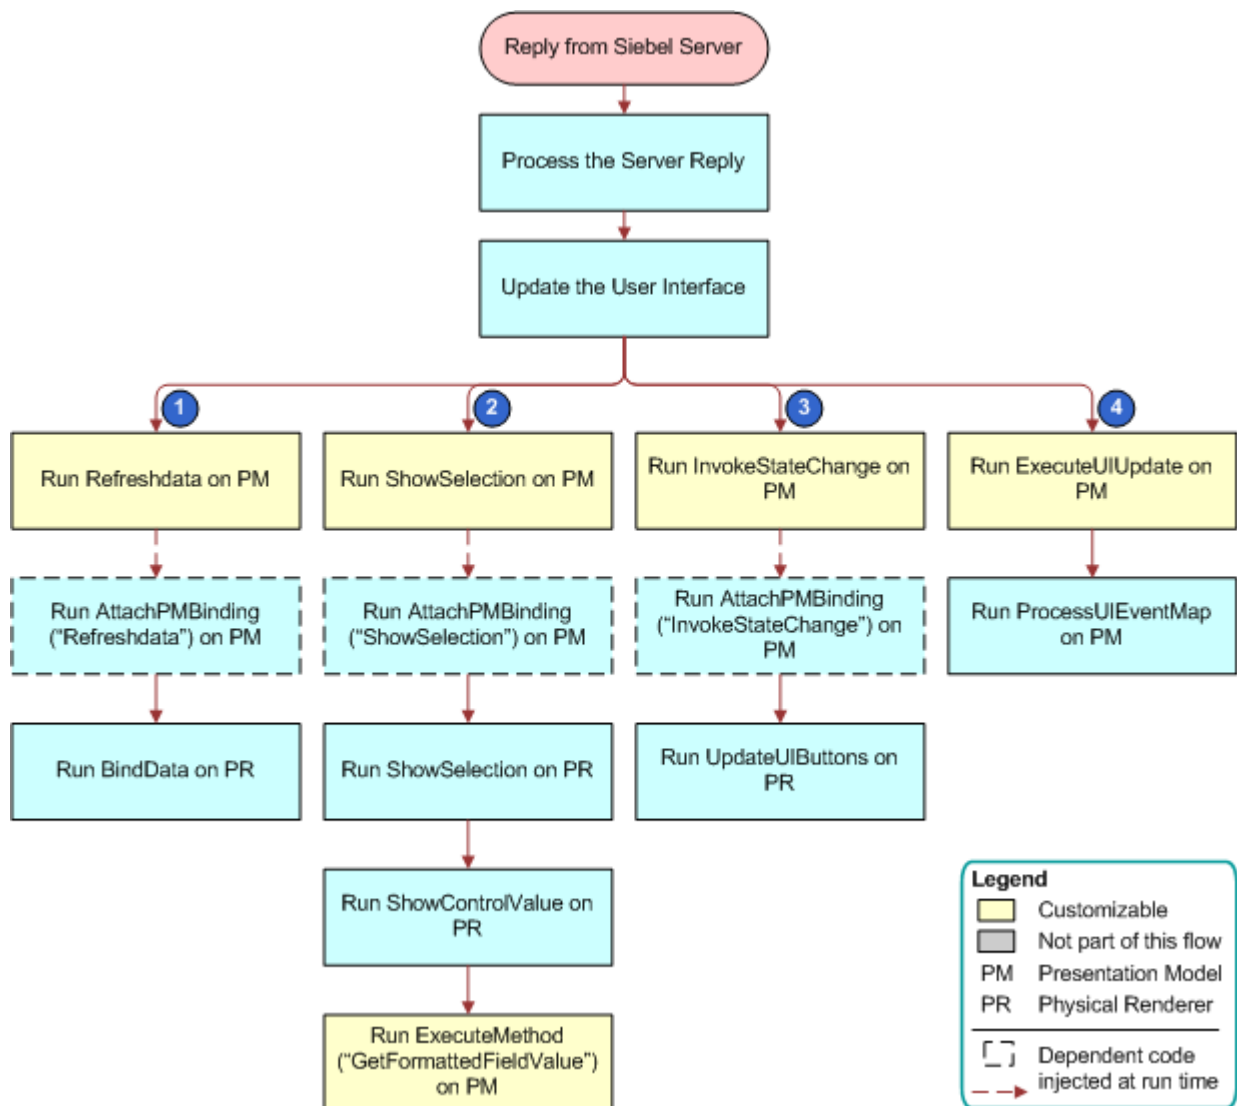 Reply from Siebel Server
Process the Server Reply
Update the User Interface
1
2
3
4
Run Refreshdata on PM
Run ShowSelection on PM
Run InvokeStateChange on
PM
Run ExecuteUIUpdate on
PM
Run AttachPMBinding
(“Refreshdata”) on PM
Run AttachPMBinding
(“ShowSelection”) on PM
Run AttachPMBinding
(“InvokeStateChange”) on
PM
Run ProcessUIEventMap
on PM
Run BindData on PR
Run ShowSelection on PR
Run UpdateUIButtons on
PR
Run ShowControlValue on
PR
Run ExecuteMethod
(“GetFormattedFieldValue”)
on PM
Legend
Customizable
Not part of this flow
PM Presentation Model
PR Physical Renderer
Dependent code
injected at run time